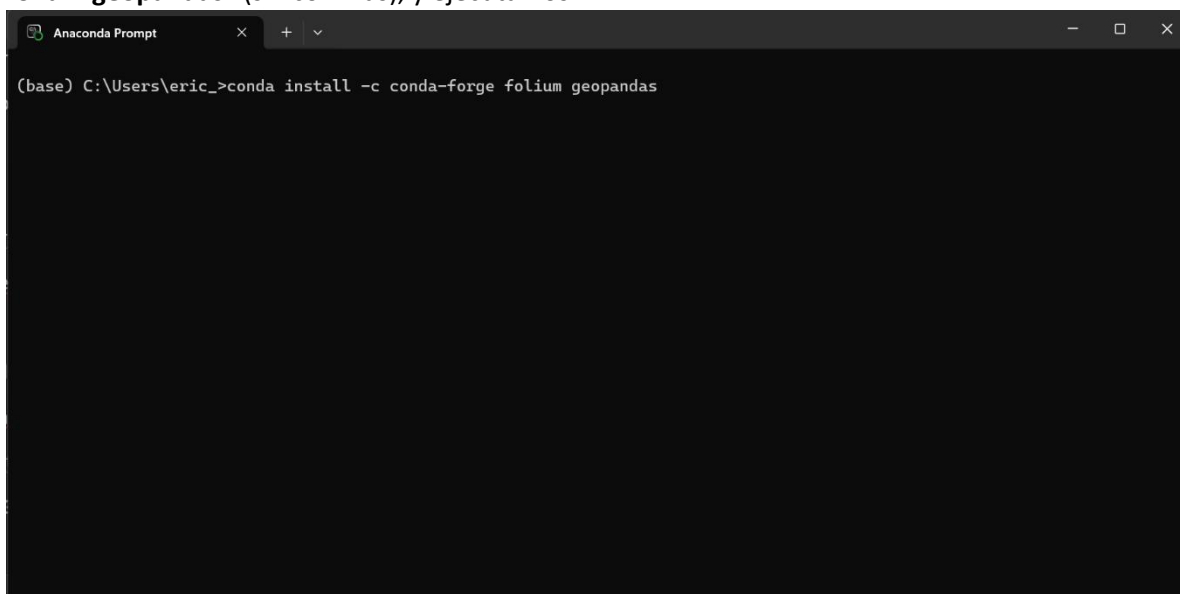 Anaconda Prompt
(base) C:\Users\eric_>conda install -c conda-forge folium geopandas